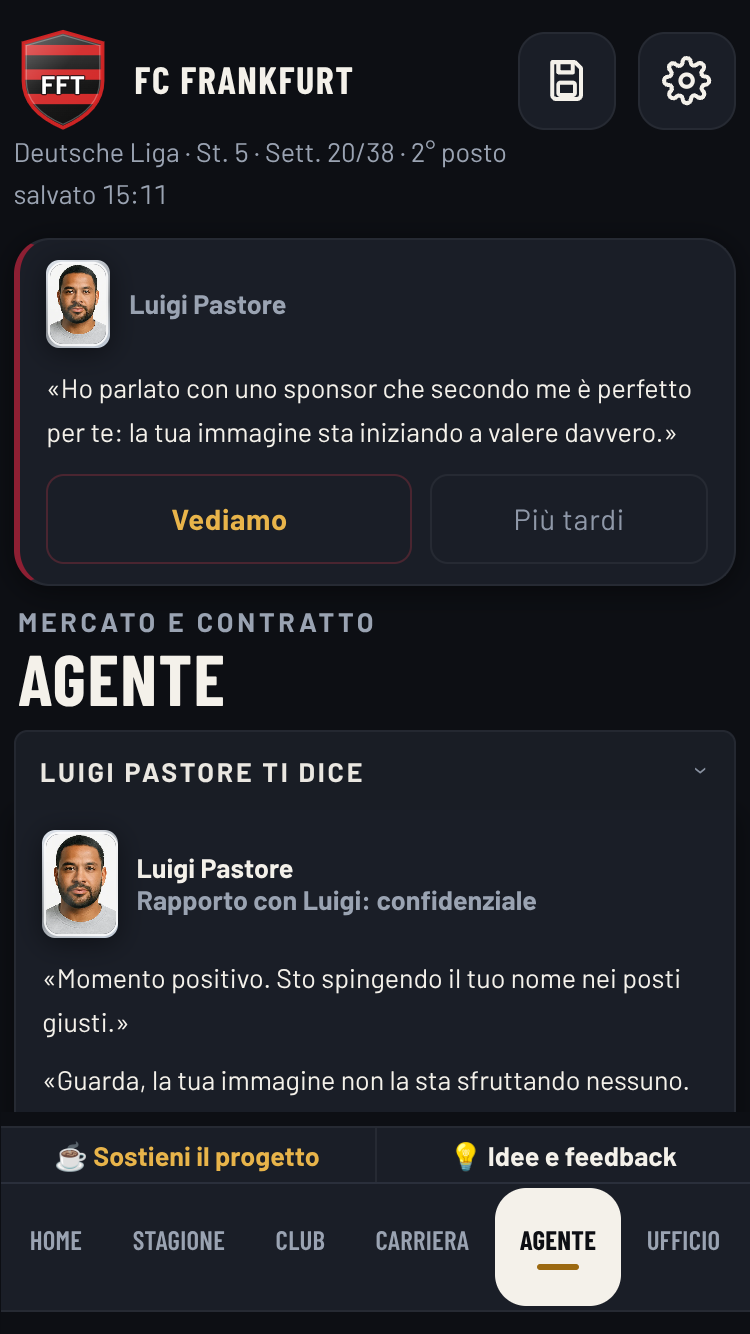 FFT
FC FRANKFURT
Deutsche Liga · St. 5 · Sett. 20/38 · 2° posto
salvato 15:11
Luigi Pastore
«Ho parlato con uno sponsor che secondo me è perfetto
per te: la tua immagine sta iniziando a valere davvero.»
Vediamo
Più tardi
MERCATO E CONTRATTO
AGENTE
LUIGI PASTORE TI DICE
Luigi Pastore
Rapporto con Luigi: confidenziale
«Momento positivo. Sto spingendo il tuo nome nei posti
giusti.»
«Guarda, la tua immagine non la sta sfruttando nessuno.
☕ Sostieni il progetto
💡 Idee e feedback
HOME
STAGIONE
CLUB
CARRIERA
AGENTE
UFFICIO